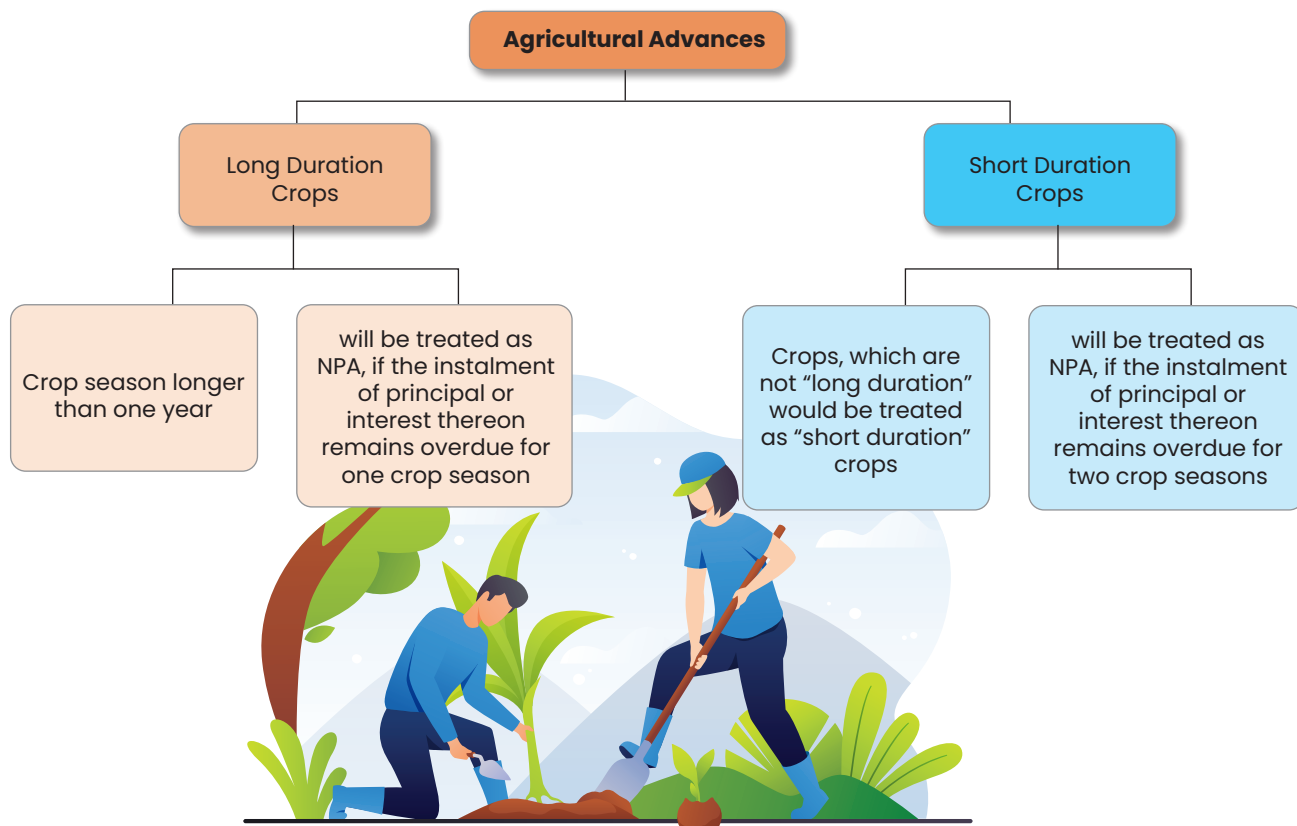 Agricultural Advances
Long Duration
Crops
Short Duration
Crops
Crop season longer
than one year
will be treated as
NPA, if the instalment
of principal or
interest thereon
remains overdue for
one crop season
Crops, which are
not “long duration”
would be treated
as “short duration”
crops
will be treated as
NPA, if the instalment
of principal or
interest thereon
remains overdue for
two crop seasons